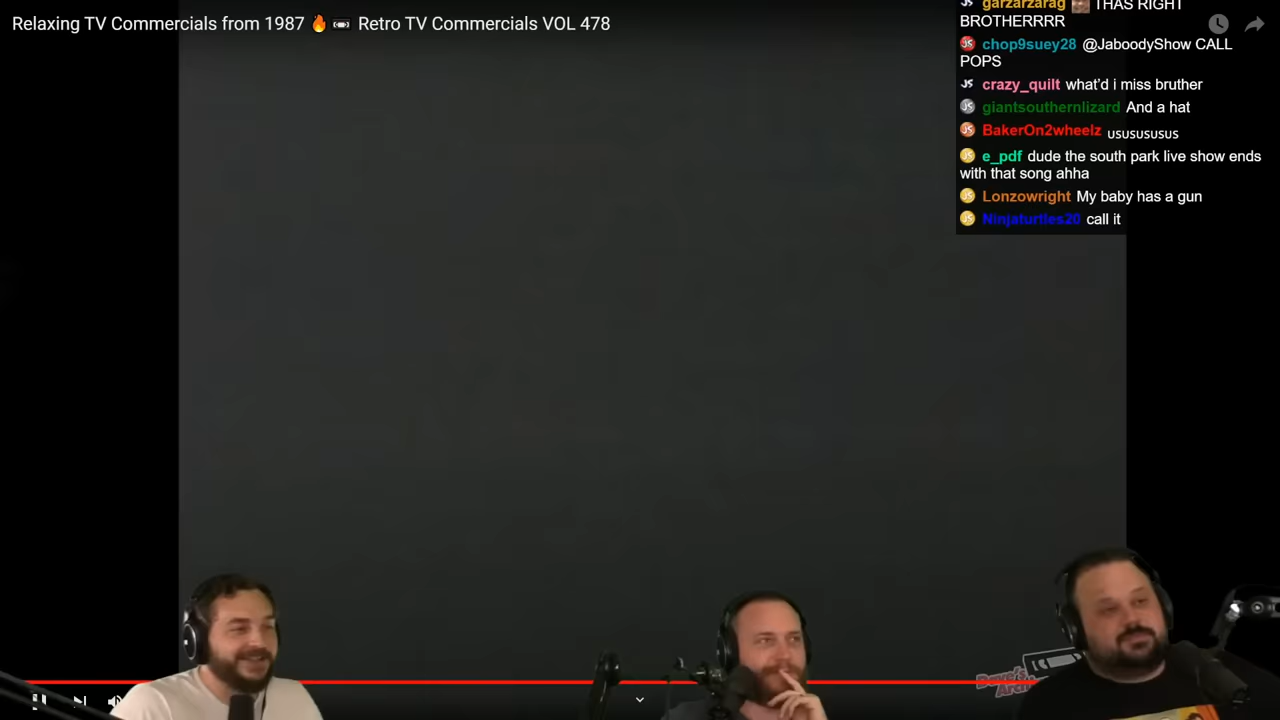 Relaxing TV Commercials from 1987 🔥📼 Retro TV Commercials VOL 478
garzarzarag THAS RIGHT
BROTHERRRR
chop9suey28 @JaboodyShow CALL
POPS
crazy_quilt what'd i miss bruther
giantsouthernlizard And a hat
BakerOn2wheelz ususususus
e_pdf dude the south park live show ends
with that song ahha
Lonzowright My baby has a gun
Ninjaturtles20 call it